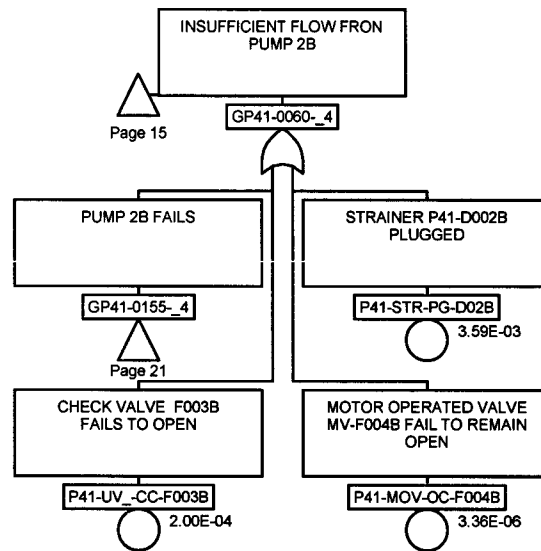 INSUFFICIENT FLOW FRON
PUMP 2B
Page 15
GP41-0060-_4
PUMP 2B FAILS
GP41-0155-_4
Page 21
STRAINER P41-D002B
PLUGGED
P41-STR-PG-D02B
3.59E-03
CHECK VALVE F003B
FAILS TO OPEN
P41-UV_-CC-F003B
2.00E-04
MOTOR OPERATED VALVE
MV-F004B FAIL TO REMAIN
OPEN
P41-MOV-OC-F004B
3.36E-06